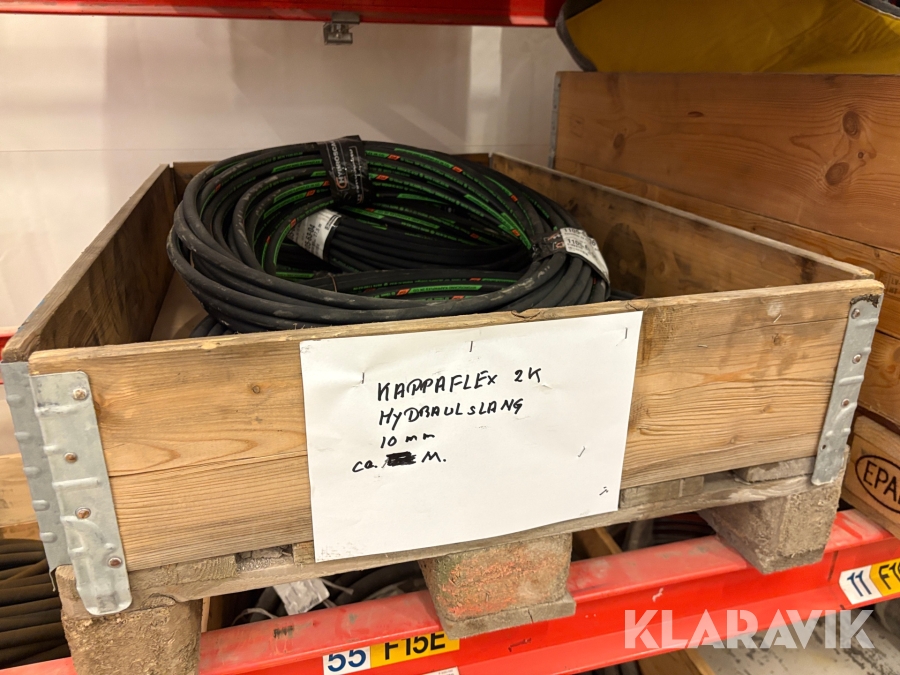 KAPPAFLEX 2K
HYDRAULSLANG
10 mm
ca. M.
EPAL
55 F15E
11 F1
KLARAVIK